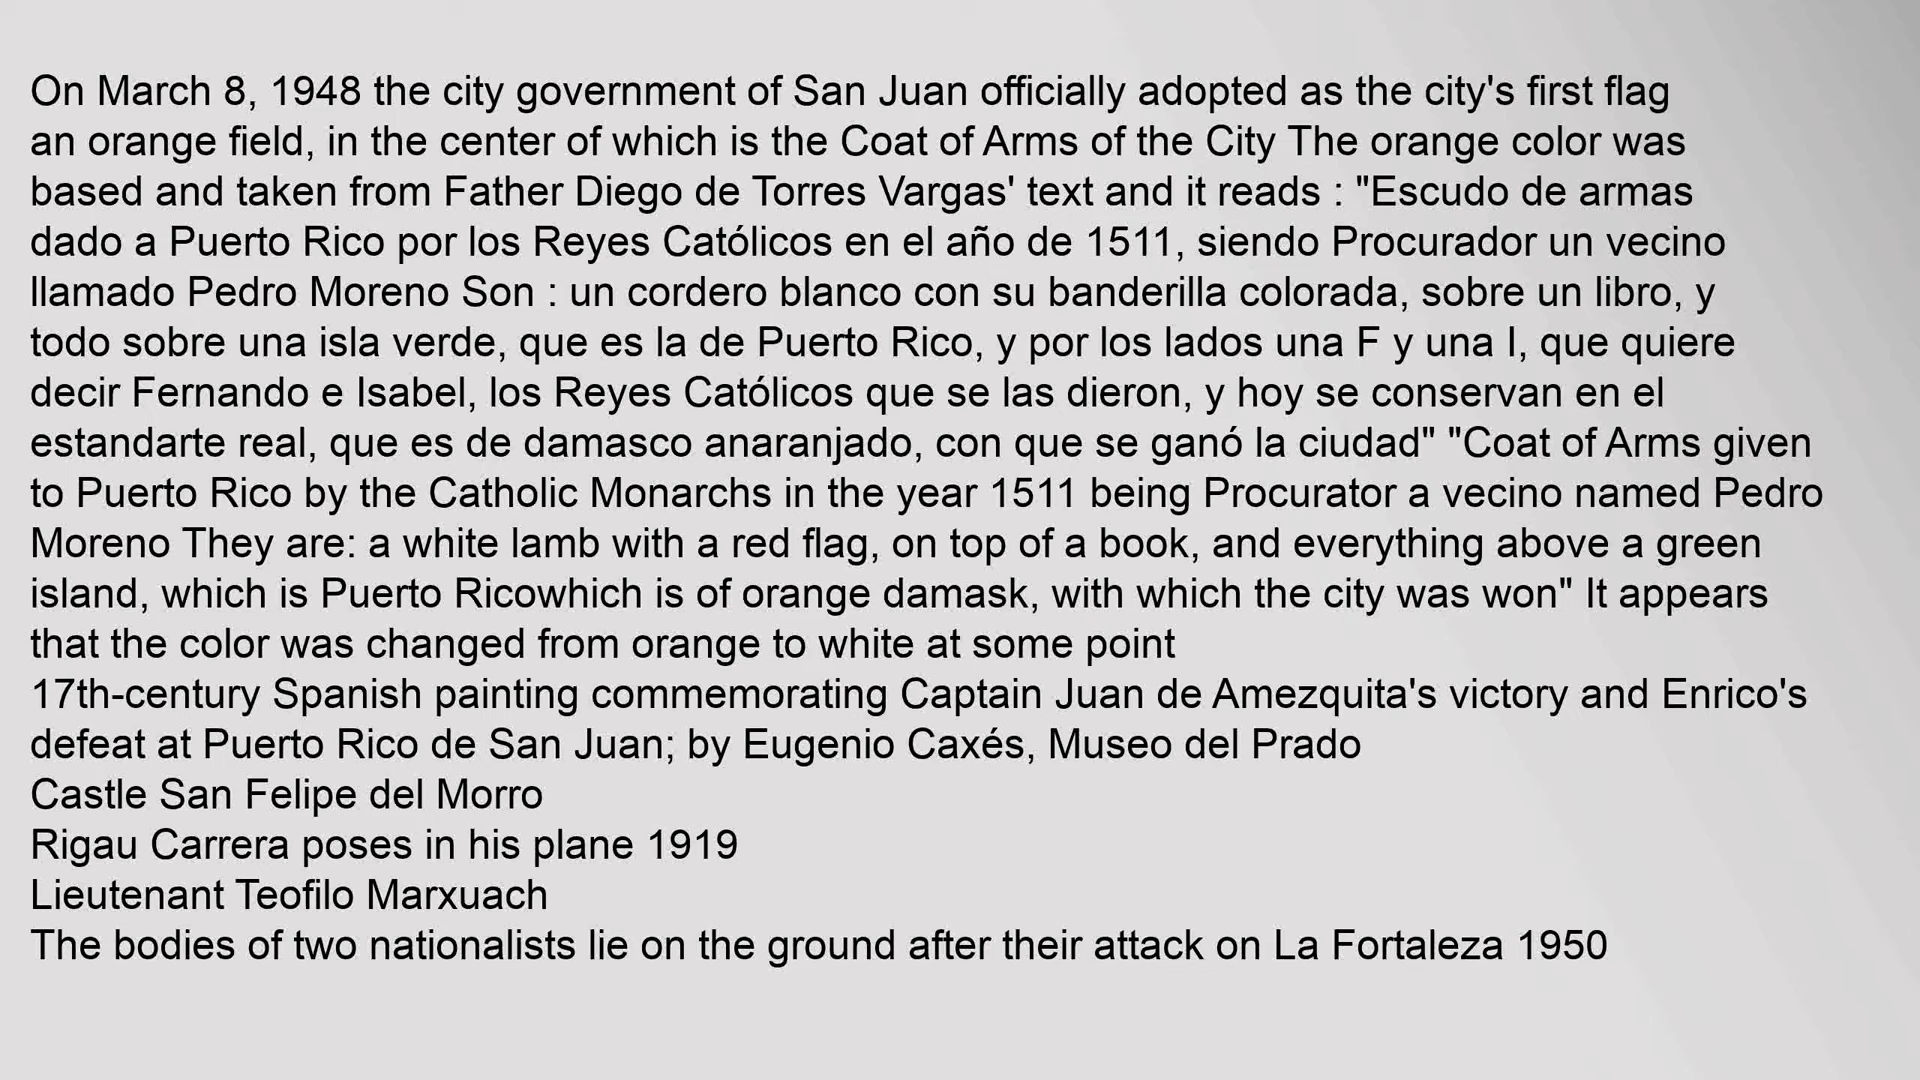 On March 8, 1948 the city government of San Juan officially adopted as the city's first flag
an orange field, in the center of which is the Coat of Arms of the City The orange color was
based and taken from Father Diego de Torres Vargas' text and it reads : "Escudo de armas
dado a Puerto Rico por los Reyes Católicos en el año de 1511, siendo Procurador un vecino
llamado Pedro Moreno Son : un cordero blanco con su banderilla colorada, sobre un libro, y
todo sobre una isla verde, que es la de Puerto Rico, y por los lados una F y una I, que quiere
decir Fernando e Isabel, los Reyes Católicos que se las dieron, y hoy se conservan en el
estandarte real, que es de damasco anaranjado, con que se ganó la ciudad" "Coat of Arms given
to Puerto Rico by the Catholic Monarchs in the year 1511 being Procurator a vecino named Pedro
Moreno They are: a white lamb with a red flag, on top of a book, and everything above a green
island, which is Puerto Ricowhich is of orange damask, with which the city was won" It appears
that the color was changed from orange to white at some point
17th-century Spanish painting commemorating Captain Juan de Amezquita's victory and Enrico's
defeat at Puerto Rico de San Juan; by Eugenio Caxés, Museo del Prado
Castle San Felipe del Morro
Rigau Carrera poses in his plane 1919
Lieutenant Teofilo Marxuach
The bodies of two nationalists lie on the ground after their attack on La Fortaleza 1950